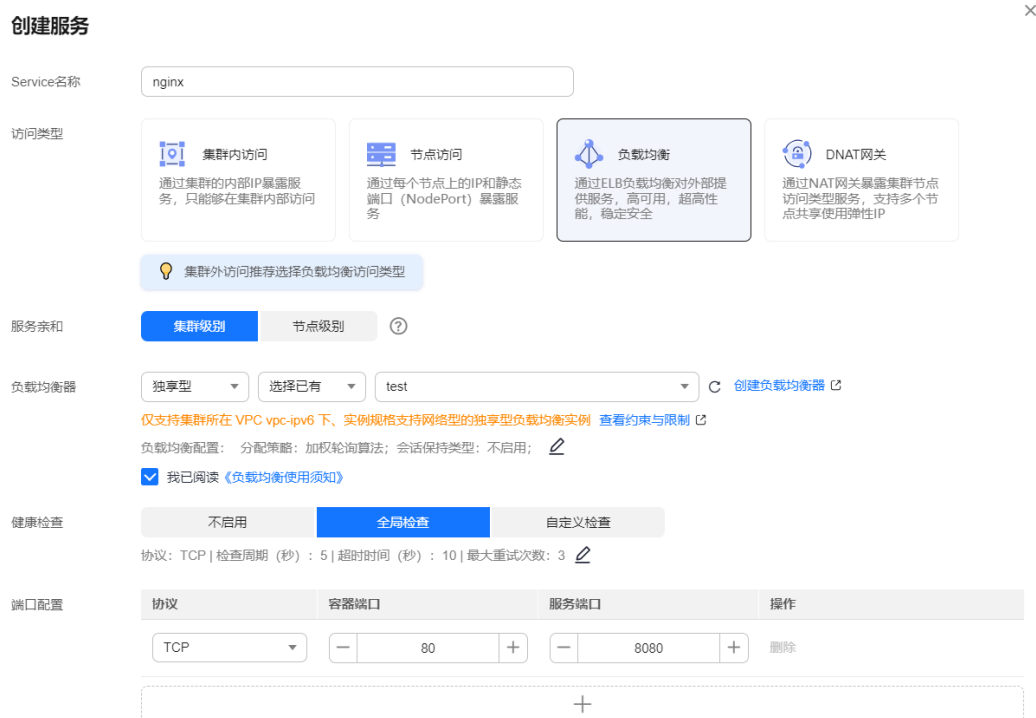 创建服务
Service名称
nginx
访问类型
集群内访问
通过集群的内部IP暴露服
务，只能够在集群内部访问
节点访问
通过每个节点上的IP和静态
端口（NodePort）暴露服
务
负载均衡
通过ELB负载均衡对外部提
供服务，高可用，超高性
能，稳定安全
DNAT网关
通过NAT网关暴露集群节点
访问类型服务，支持多个节
点共享使用弹性IP
集群外访问推荐选择负载均衡访问类型
服务亲和
集群级别 节点级别
负载均衡器
独享型 选择已有 test 创建负载均衡器
仅支持集群所在 VPC vpc-ipv6 下、实例规格支持网络型的独享型负载均衡实例 查看约束与限制
负载均衡配置： 分配策略：加权轮询算法；会话保持类型：不启用；
我已阅读《负载均衡使用须知》
健康检查
不启用 全局检查 自定义检查
协议：TCP | 检查周期（秒）：5 | 超时时间（秒）：10 | 最大重试次数：3
端口配置
协议 容器端口 服务端口 操作
TCP 80 8080 删除